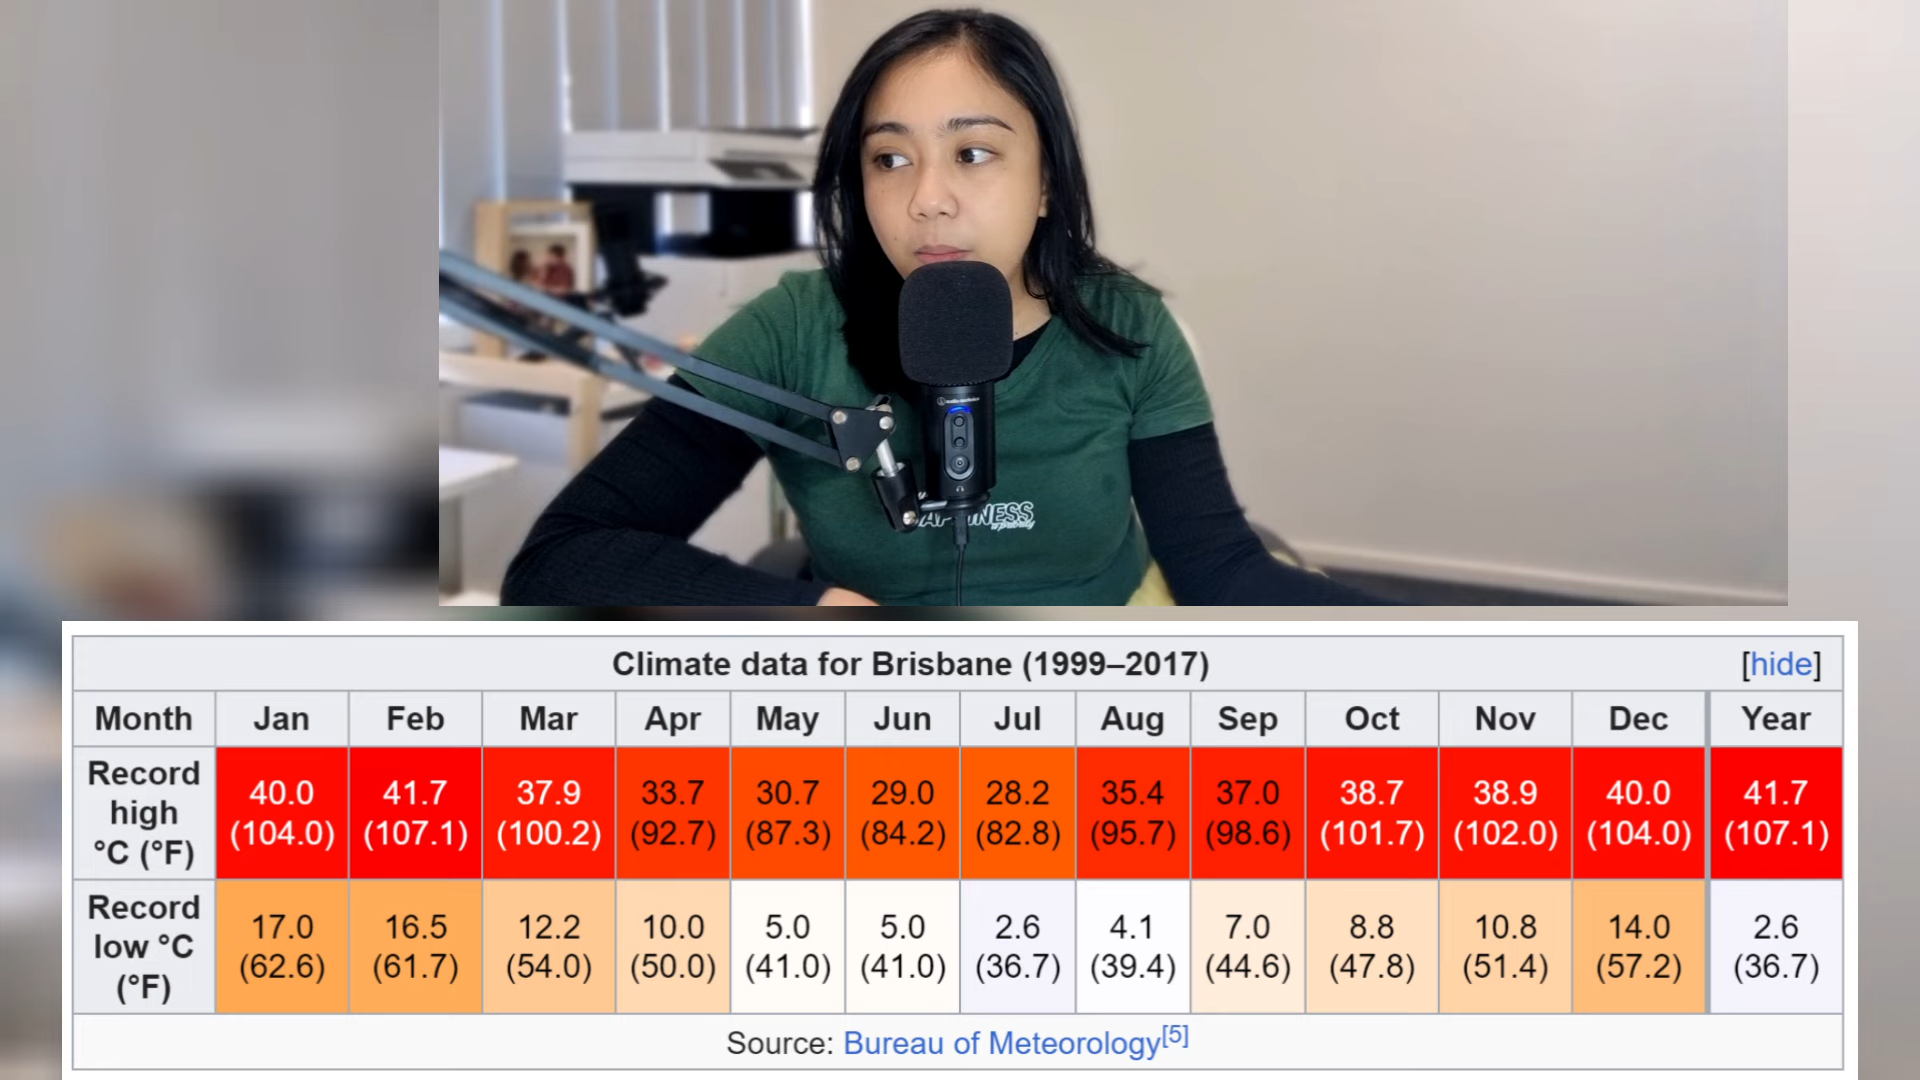 audio-technica
APPINESS
a priority
Climate data for Brisbane (1999–2017) [hide]
Month Jan Feb Mar Apr May Jun Jul Aug Sep Oct Nov Dec Year
Record high °C (°F) 40.0 (104.0) 41.7 (107.1) 37.9 (100.2) 33.7 (92.7) 30.7 (87.3) 29.0 (84.2) 28.2 (82.8) 35.4 (95.7) 37.0 (98.6) 38.7 (101.7) 38.9 (102.0) 40.0 (104.0) 41.7 (107.1)
Record low °C (°F) 17.0 (62.6) 16.5 (61.7) 12.2 (54.0) 10.0 (50.0) 5.0 (41.0) 5.0 (41.0) 2.6 (36.7) 4.1 (39.4) 7.0 (44.6) 8.8 (47.8) 10.8 (51.4) 14.0 (57.2) 2.6 (36.7)
Source: Bureau of Meteorology[5]